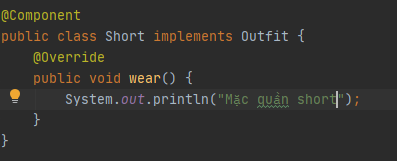 @Component
public class Short implements Outfit {
    @Override
    public void wear() {
        System.out.println("Mặc quần short");
    }
}